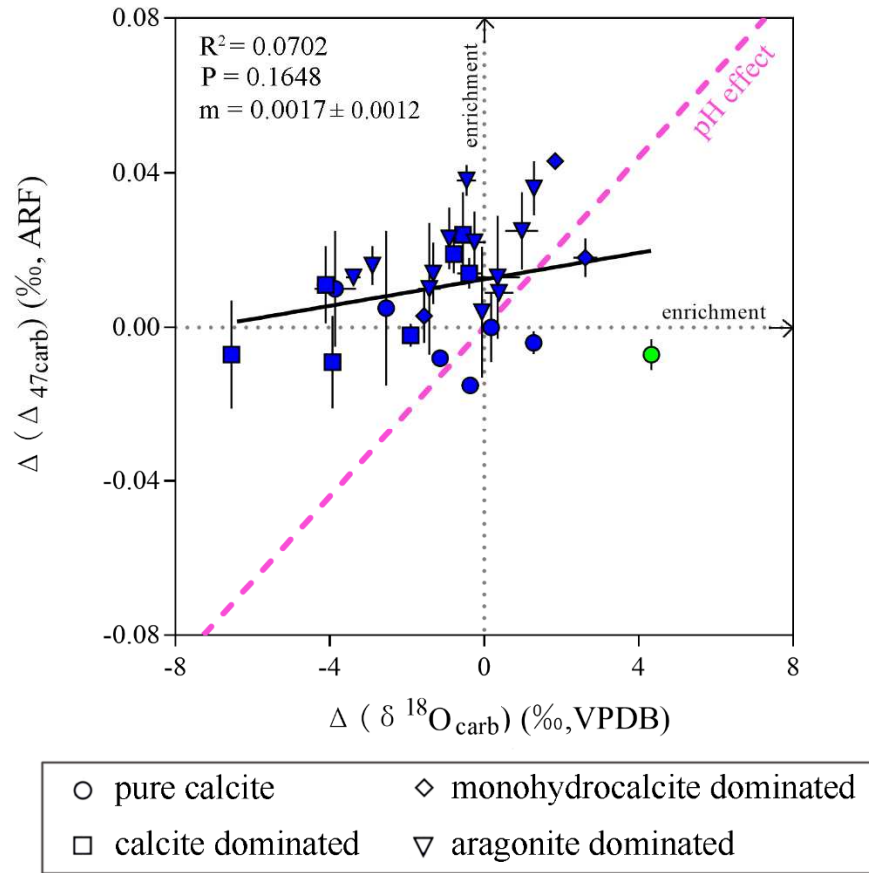 R² = 0.0702
P = 0.1648
m = 0.0017 ± 0.0012
enrichment
pH effect
enrichment
0.08
0.04
0.00
-0.04
-0.08
Δ (Δ47carb) (‰, ARF)
-8 -4 0 4 8
Δ (δ ¹⁸Ocarb) (‰,VPDB)
pure calcite monohydrocalcite dominated
calcite dominated aragonite dominated